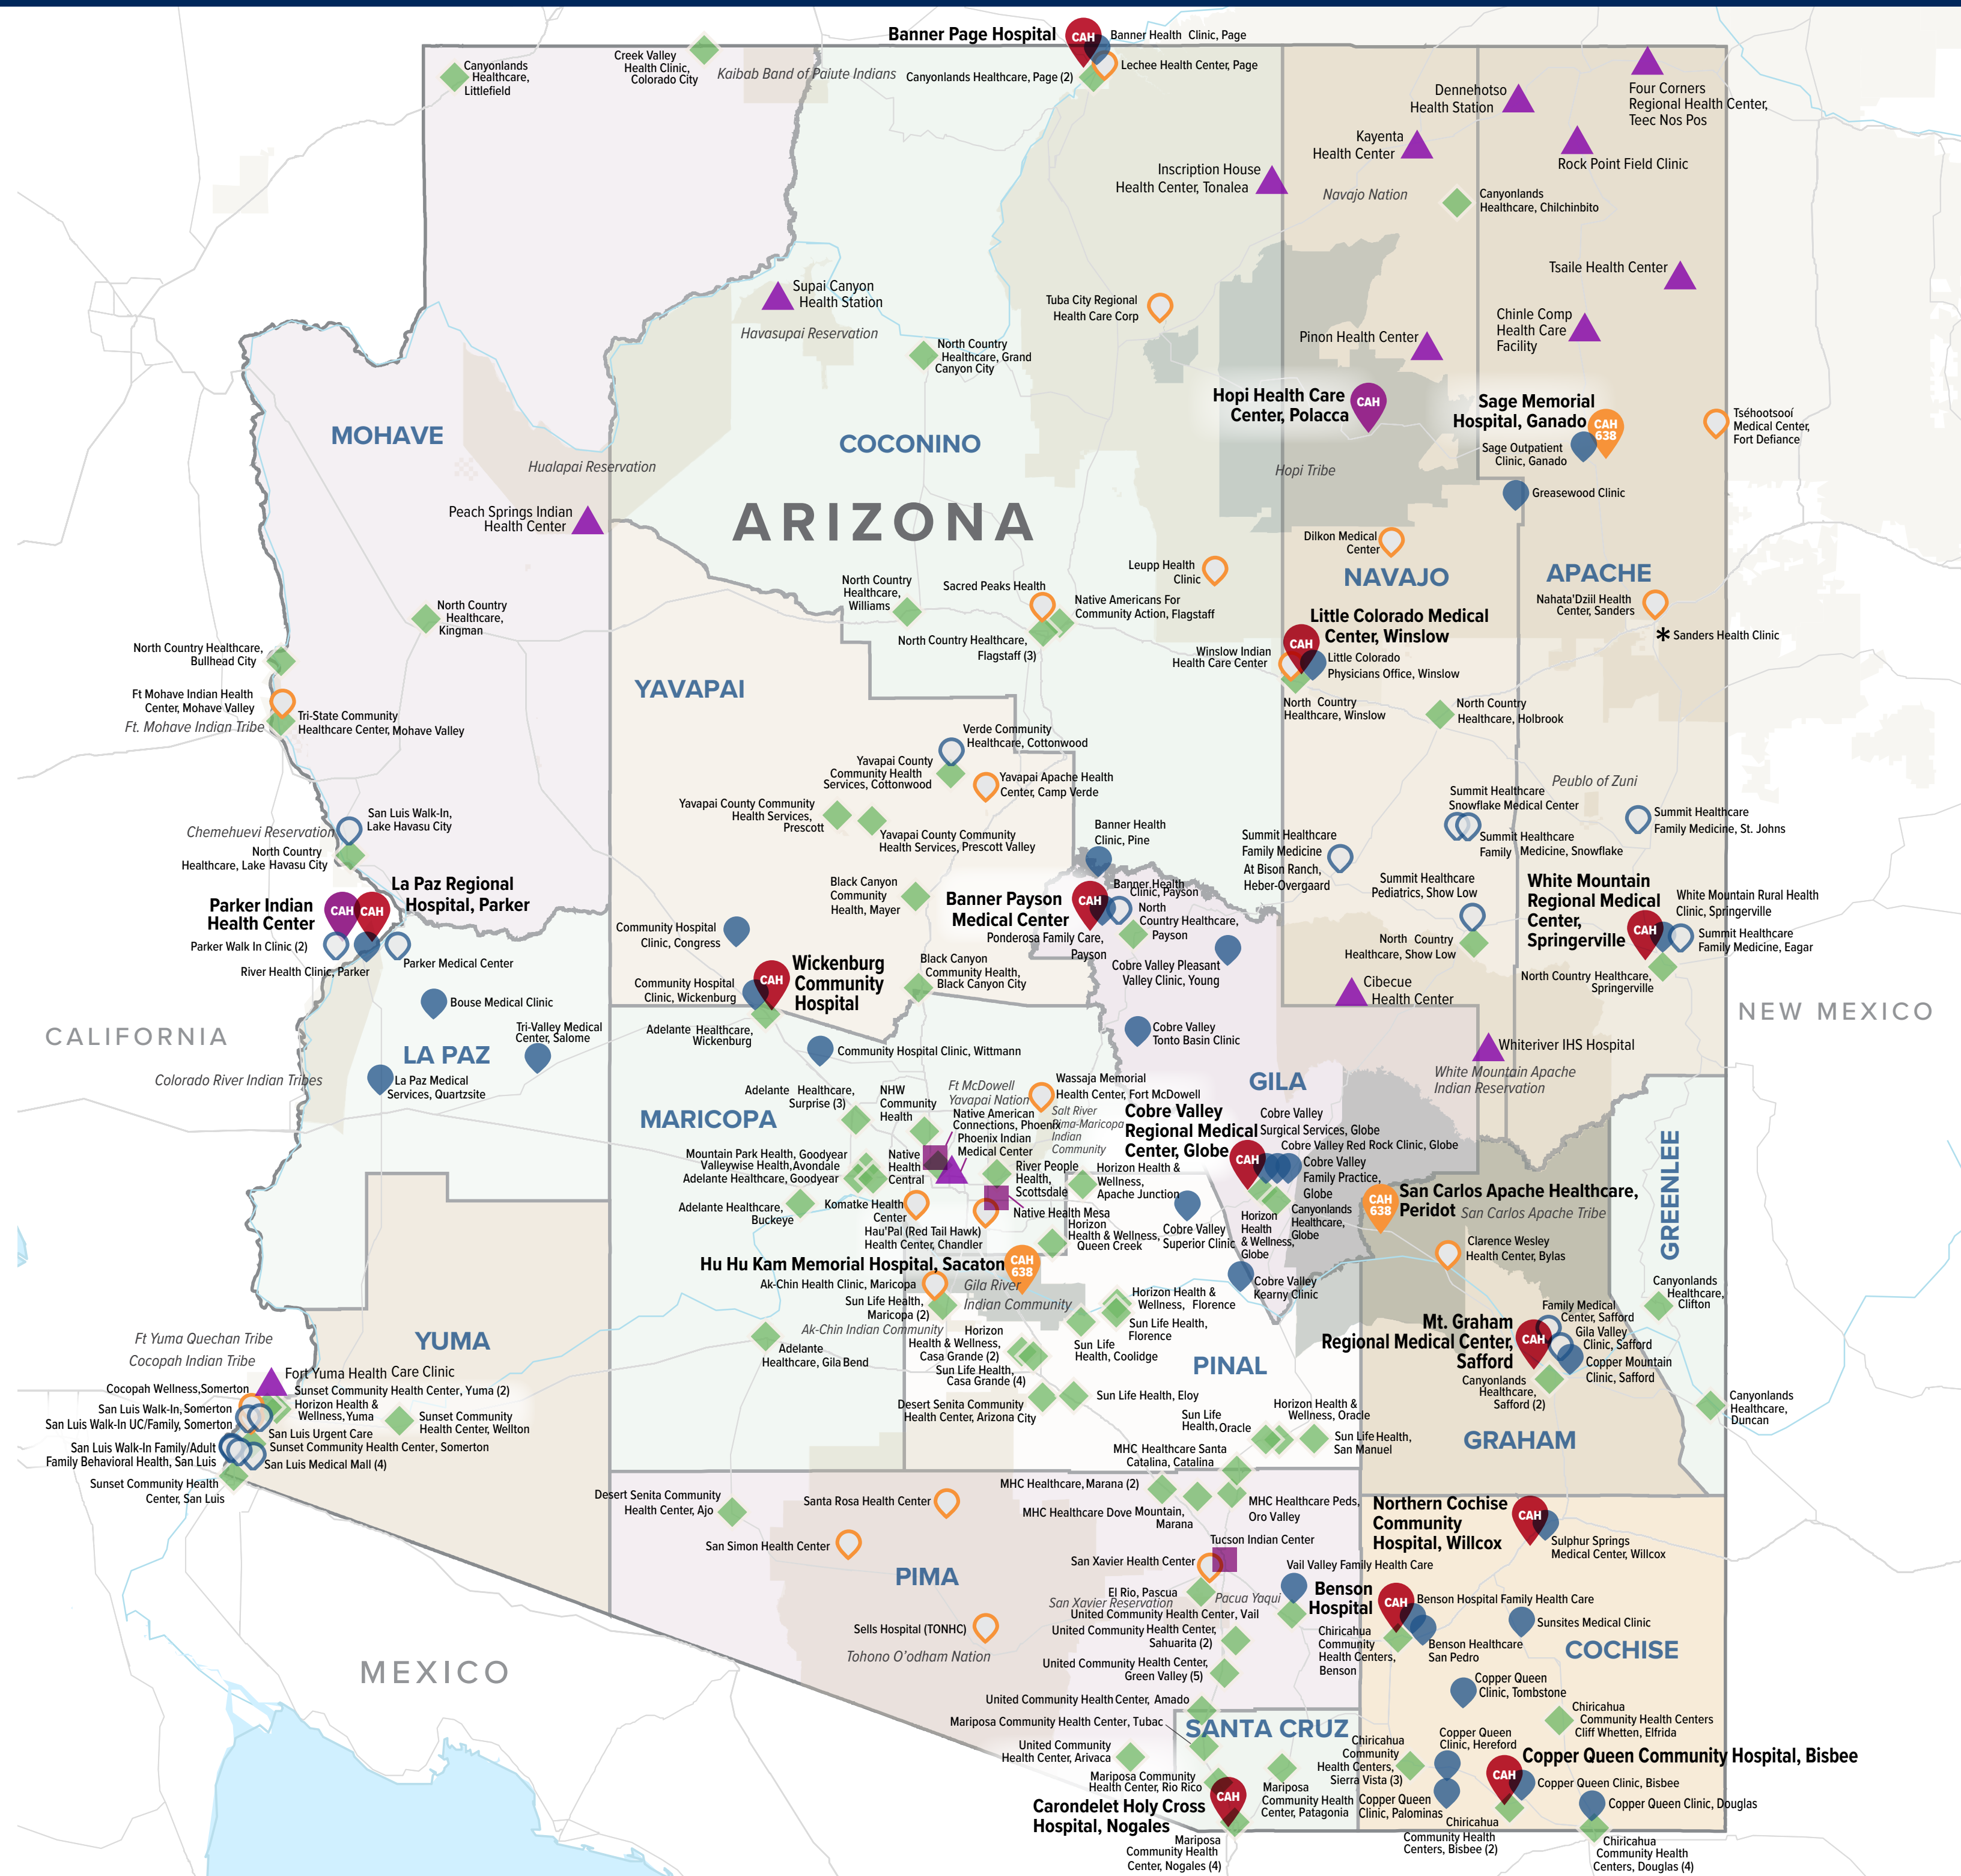 Banner Page Hospital
CAH
Banner Health Clinic, Page
Lechee Health Center, Page
Canyonlands Healthcare, Page (2)
Creek Valley
Health Clinic,
Colorado City
Kaibab Band of Paiute Indians
Canyonlands
Healthcare,
Littlefield
Dennehotso
Health Station
Four Corners
Regional Health Center,
Teec Nos Pos
Kayenta
Health Center
Rock Point Field Clinic
Inscription House
Health Center, Tonalea
Navajo Nation
Canyonlands
Healthcare, Chilchinbito
Tsaile Health Center
Supai Canyon
Health Station
Havasupai Reservation
Tuba City Regional
Health Care Corp
Chinle Comp
Health Care
Facility
Pinon Health Center
North Country
Healthcare, Grand
Canyon City
Hopi Health Care
Center, Polacca
CAH
Sage Memorial
Hospital, Ganado
CAH
638
Sage Outpatient
Clinic, Ganado
Tséhootsooí
Medical Center,
Fort Defiance
MOHAVE
COCONINO
Hualapai Reservation
Hopi Tribe
Greasewood Clinic
Peach Springs Indian
Health Center
ARIZONA
Dilkon Medical
Center
NAVAJO
APACHE
Leupp Health
Clinic
Nahata'Dziil Health
Center, Sanders
* Sanders Health Clinic
North Country
Healthcare,
Williams
Sacred Peaks Health
Native Americans For
Community Action, Flagstaff
North Country Healthcare,
Flagstaff (3)
North Country
Healthcare,
Kingman
Little Colorado Medical
Center, Winslow
CAH
Winslow Indian
Health Care Center
Little Colorado
Physicians Office, Winslow
North Country
Healthcare, Winslow
North Country
Healthcare, Holbrook
North Country Healthcare,
Bullhead City
Ft Mohave Indian Health
Center, Mohave Valley
Ft. Mohave Indian Tribe
Tri-State Community
Healthcare Center, Mohave Valley
YAVAPAI
Verde Community
Healthcare, Cottonwood
Yavapai County
Community Health
Services, Cottonwood
Yavapai Apache Health
Center, Camp Verde
Yavapai County Community
Health Services,
Prescott
Yavapai County Community
Health Services, Prescott Valley
Peublo of Zuni
Summit Healthcare
Snowflake Medical Center
Summit Healthcare
Family Medicine, Snowflake
Summit Healthcare
Family Medicine, St. Johns
San Luis Walk-In,
Lake Havasu City
Chemehuevi Reservation
North Country
Healthcare, Lake Havasu City
Banner Health
Clinic, Pine
Summit Healthcare
Family Medicine
At Bison Ranch,
Heber-Overgaard
Summit Healthcare
Pediatrics, Show Low
North Country
Healthcare, Show Low
La Paz Regional
Hospital, Parker
Parker Indian
Health Center
CAH
CAH
Parker Walk In Clinic (2)
River Health Clinic, Parker
Parker Medical Center
Black Canyon
Community
Health, Mayer
Banner Payson
Medical Center
CAH
Banner Health
Clinic, Payson
North
Country Healthcare,
Payson
Ponderosa Family Care,
Payson
White Mountain
Regional Medical
Center,
Springerville
CAH
White Mountain Rural Health
Clinic, Springerville
Summit Healthcare
Family Medicine, Eagar
North Country Healthcare,
Springerville
Community Hospital
Clinic, Congress
Wickenburg
Community
Hospital
CAH
Community Hospital
Clinic, Wickenburg
Black Canyon
Community Health,
Black Canyon City
Cobre Valley Pleasant
Valley Clinic, Young
Cibecue
Health Center
NEW MEXICO
CALIFORNIA
Bouse Medical Clinic
Tri-Valley Medical
Center, Salome
LA PAZ
Colorado River Indian Tribes
La Paz Medical
Services, Quartzsite
Adelante Healthcare,
Wickenburg
Community Hospital Clinic, Wittmann
Cobre Valley
Tonto Basin Clinic
Whiteriver IHS Hospital
White Mountain Apache
Indian Reservation
GILA
MARICOPA
Adelante Healthcare,
Surprise (3)
NHW
Community
Health
Ft McDowell
Yavapai Nation
Wassaja Memorial
Health Center, Fort McDowell
Native American
Connections, Phoenix
Salt River
Pima-Maricopa
Indian
Community
Phoenix Indian
Medical Center
Cobre Valley
Regional Medical
Center, Globe
CAH
Cobre Valley
Surgical Services, Globe
Cobre Valley Red Rock Clinic, Globe
Cobre Valley
Family Practice,
Globe
Mountain Park Health, Goodyear
Valleywise Health, Avondale
Adelante Healthcare, Goodyear
Native
Health
Central
River People
Health,
Scottsdale
Horizon Health &
Wellness,
Apache Junction
Adelante Healthcare,
Buckeye
Komatke Health
Center
Native Health Mesa
Hau'Pal (Red Tail Hawk)
Health Center, Chandler
Horizon
Health & Wellness,
Queen Creek
Cobre Valley
Superior Clinic
Horizon
Health
& Wellness,
Globe
Canyonlands
Healthcare,
Globe
San Carlos Apache Healthcare,
Peridot
CAH
638
San Carlos Apache Tribe
Clarence Wesley
Health Center, Bylas
GREENLEE
Hu Hu Kam Memorial Hospital, Sacaton
CAH
638
Ak-Chin Health Clinic, Maricopa
Gila River
Indian Community
Sun Life Health,
Maricopa (2)
Ak-Chin Indian Community
Cobre Valley
Kearny Clinic
Horizon Health &
Wellness, Florence
Sun Life Health,
Florence
Sun Life
Health, Coolidge
Canyonlands
Healthcare,
Clifton
Mt. Graham
Regional Medical Center,
Safford
CAH
Family Medical
Center, Safford
Gila Valley
Clinic, Safford
Copper Mountain
Clinic, Safford
Canyonlands
Healthcare,
Safford (2)
Canyonlands
Healthcare,
Duncan
Adelante
Healthcare, Gila Bend
Horizon
Health & Wellness,
Casa Grande (2)
Sun Life Health,
Casa Grande (4)
PINAL
Desert Senita Community
Health Center, Arizona City
Sun Life Health, Eloy
GRAHAM
Ft Yuma Quechan Tribe
Cocopah Indian Tribe
YUMA
Fort Yuma Health Care Clinic
Cocopah Wellness, Somerton
Sunset Community Health Center, Yuma (2)
San Luis Walk-In, Somerton
Horizon Health &
Wellness, Yuma
San Luis Walk-In UC/Family, Somerton
Sunset Community
Health Center, Wellton
San Luis Urgent Care
San Luis Walk-In Family/Adult
Family Behavioral Health, San Luis
Sunset Community Health Center, Somerton
San Luis Medical Mall (4)
Sunset Community Health
Center, San Luis
Sun Life
Health, Oracle
Horizon Health &
Wellness, Oracle
Sun Life Health,
San Manuel
MHC Healthcare Santa
Catalina, Catalina
MHC Healthcare, Marana (2)
MHC Healthcare Dove Mountain,
Marana
MHC Healthcare Peds,
Oro Valley
Desert Senita Community
Health Center, Ajo
Santa Rosa Health Center
San Simon Health Center
PIMA
Sells Hospital (TONHC)
Tohono O'odham Nation
Tucson Indian Center
San Xavier Health Center
Vail Valley Family Health Care
El Rio, Pascua
San Xavier Reservation
Pacua Yaqui
United Community Health Center, Vail
United Community Health Center,
Sahuarita (2)
United Community Health Center,
Green Valley (5)
United Community Health Center, Amado
Mariposa Community Health Center, Tubac
Northern Cochise
Community
Hospital, Willcox
CAH
Sulphur Springs
Medical Center, Willcox
Benson
Hospital
CAH
Benson Hospital Family Health Care
Benson Healthcare
San Pedro
Chiricahua
Community
Health Centers,
Benson
Sunsites Medical Clinic
COCHISE
Copper Queen
Clinic, Tombstone
Chiricahua
Community Health Centers
Cliff Whetten, Elfrida
MEXICO
SANTA CRUZ
United Community
Health Center, Arivaca
Mariposa Community
Health Center, Rio Rico
Carondelet Holy Cross
Hospital, Nogales
CAH
Mariposa
Community Health
Center, Patagonia
Mariposa
Community Health
Center, Nogales (4)
Chiricahua
Community
Health Centers,
Sierra Vista (3)
Copper Queen
Clinic, Hereford
Copper Queen
Clinic, Palominas
Copper Queen Community Hospital, Bisbee
CAH
Copper Queen Clinic, Bisbee
Copper Queen Clinic, Douglas
Chiricahua
Community Health
Centers, Bisbee (2)
Chiricahua
Community Health
Centers, Douglas (4)